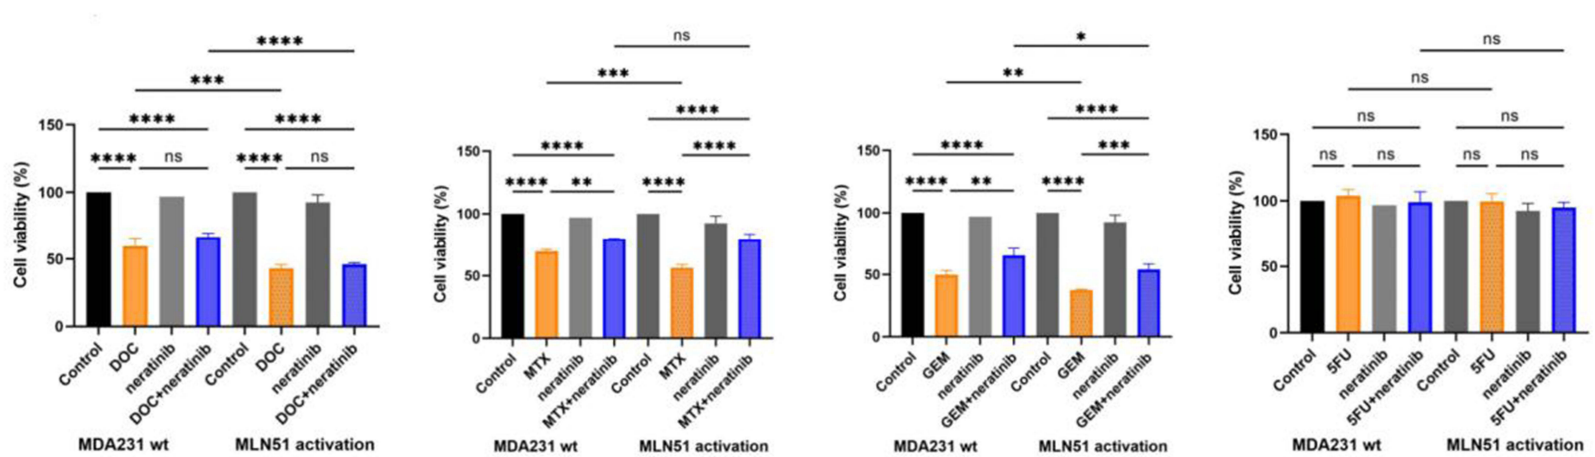 ****
***
**** ****
**** ns **** ns
Cell viability (%)
150
100
50
0
Control DOC neratinib DOC+neratinib Control DOC neratinib DOC+neratinib
MDA231 wt MLN51 activation
ns
***
****
**** ****
**** ** ****
Cell viability (%)
150
100
50
0
Control MTX neratinib MTX+neratinib Control MTX neratinib MTX+neratinib
MDA231 wt MLN51 activation
*
**
****
**** ***
**** ** ****
Cell viability (%)
150
100
50
0
Control GEM neratinib GEM+neratinib Control GEM neratinib GEM+neratinib
MDA231 wt MLN51 activation
ns
ns
ns ns
ns ns ns ns
Cell viability (%)
150
100
50
0
Control 5FU neratinib 5FU+neratinib Control 5FU neratinib 5FU+neratinib
MDA231 wt MLN51 activation